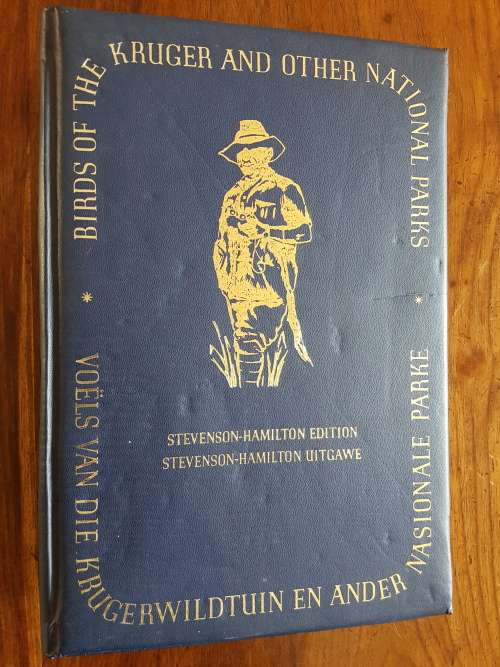 BIRDS OF THE KRUGER AND OTHER NATIONAL PARKS
*
VOËLS VAN DIE KRUGERWILDTUIN EN ANDER NASIONALE PARKE
*
STEVENSON-HAMILTON EDITION
STEVENSON-HAMILTON UITGAWE